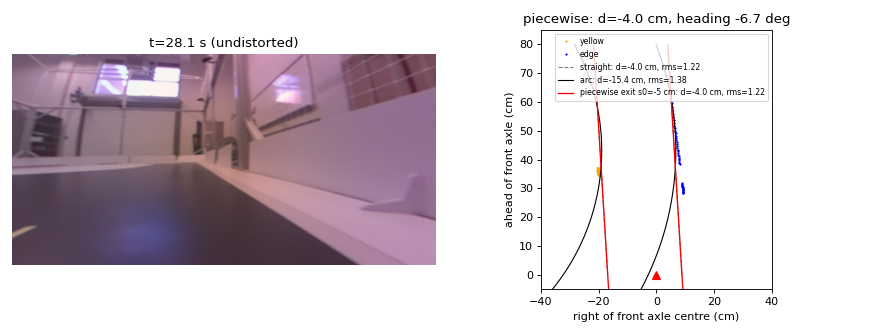 t=28.1 s (undistorted)
piecewise: d=-4.0 cm, heading -6.7 deg
yellow
edge
straight: d=-4.0 cm, rms=1.22
arc: d=-15.4 cm, rms=1.38
piecewise exit s0=-5 cm: d=-4.0 cm, rms=1.22
ahead of front axle (cm)
80
70
60
50
40
30
20
10
0
−40
−20
0
20
40
right of front axle centre (cm)